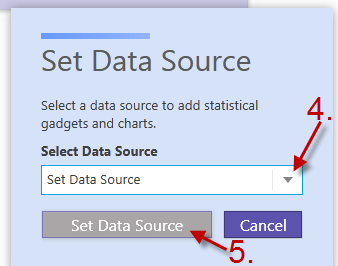 Set Data Source
Select a data source to add statistical
gadgets and charts.
4.
Select Data Source
Set Data Source
Set Data Source
Cancel
5.